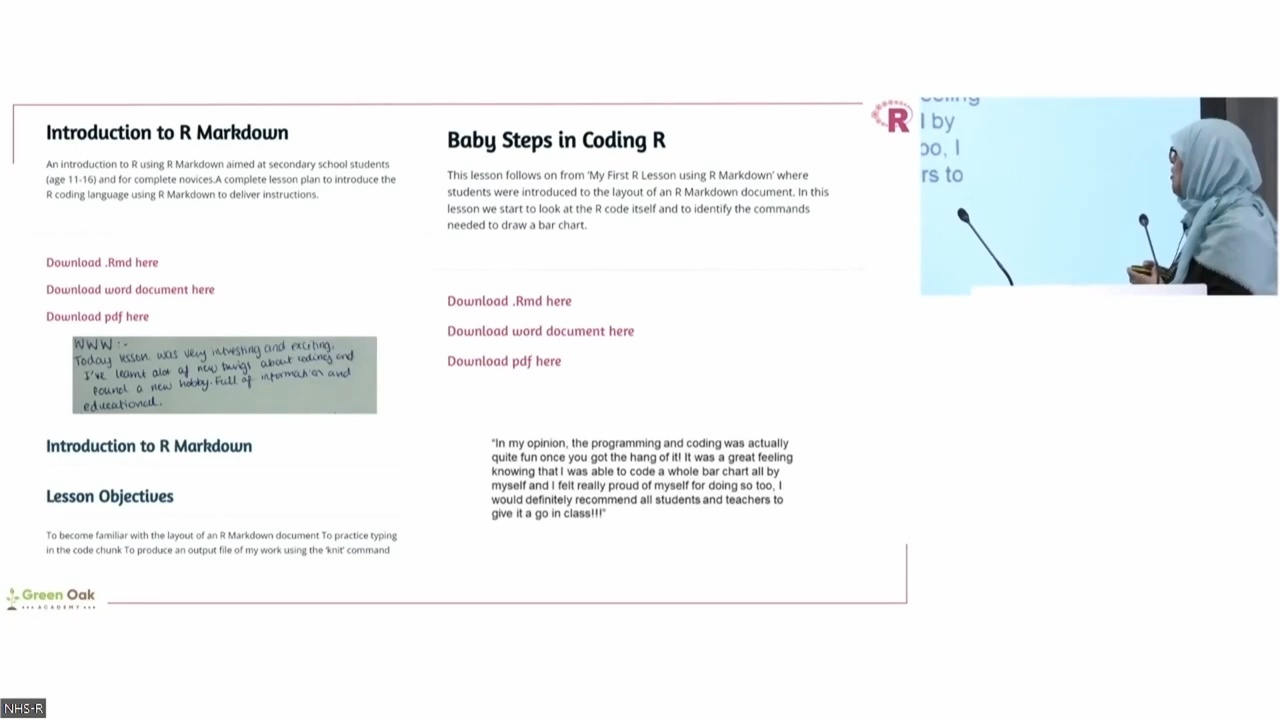 Introduction to R Markdown
An introduction to R using R Markdown aimed at secondary school students
(age 11-16) and for complete novices.A complete lesson plan to introduce the
R coding language using R Markdown to deliver instructions.
Download .Rmd here
Download word document here
Download pdf here
WWW:-
Today lesson was very intresting and exciting.
I've learnt alot of new things about coding and
found a new hobby. Full of information and
educational.
Introduction to R Markdown
Lesson Objectives
To become familiar with the layout of an R Markdown document To practice typing
in the code chunk To produce an output file of my work using the 'knit' command
Green Oak
ACADEMY
Baby Steps in Coding R
This lesson follows on from 'My First R Lesson using R Markdown' where
students were introduced to the layout of an R Markdown document. In this
lesson we start to look at the R code itself and to identify the commands
needed to draw a bar chart.
Download .Rmd here
Download word document here
Download pdf here
"In my opinion, the programming and coding was actually
quite fun once you got the hang of it! It was a great feeling
knowing that I was able to code a whole bar chart all by
myself and I felt really proud of myself for doing so too, I
would definitely recommend all students and teachers to
give it a go in class!!!"
R
l by
oo, I
rs to
NHS-R